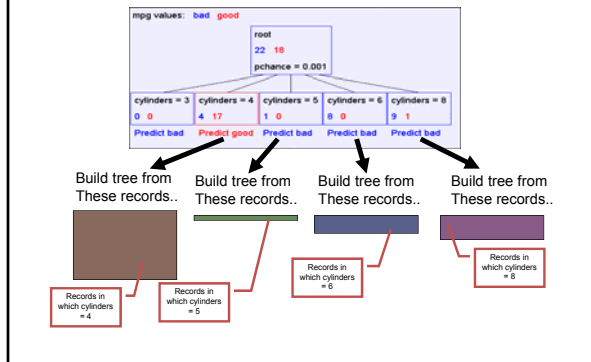 mpg values: bad good
root
22 18
pchance = 0.001
cylinders = 3 cylinders = 4 cylinders = 5 cylinders = 6 cylinders = 8
0 0 4 17 1 0 8 0 9 1
Predict bad Predict good Predict bad Predict bad Predict bad
Build tree from
These records..
Build tree from
These records..
Build tree from
These records..
Build tree from
These records..
Records in
which cylinders
= 4
Records in
which cylinders
= 5
Records in
which cylinders
= 6
Records in
which cylinders
= 8